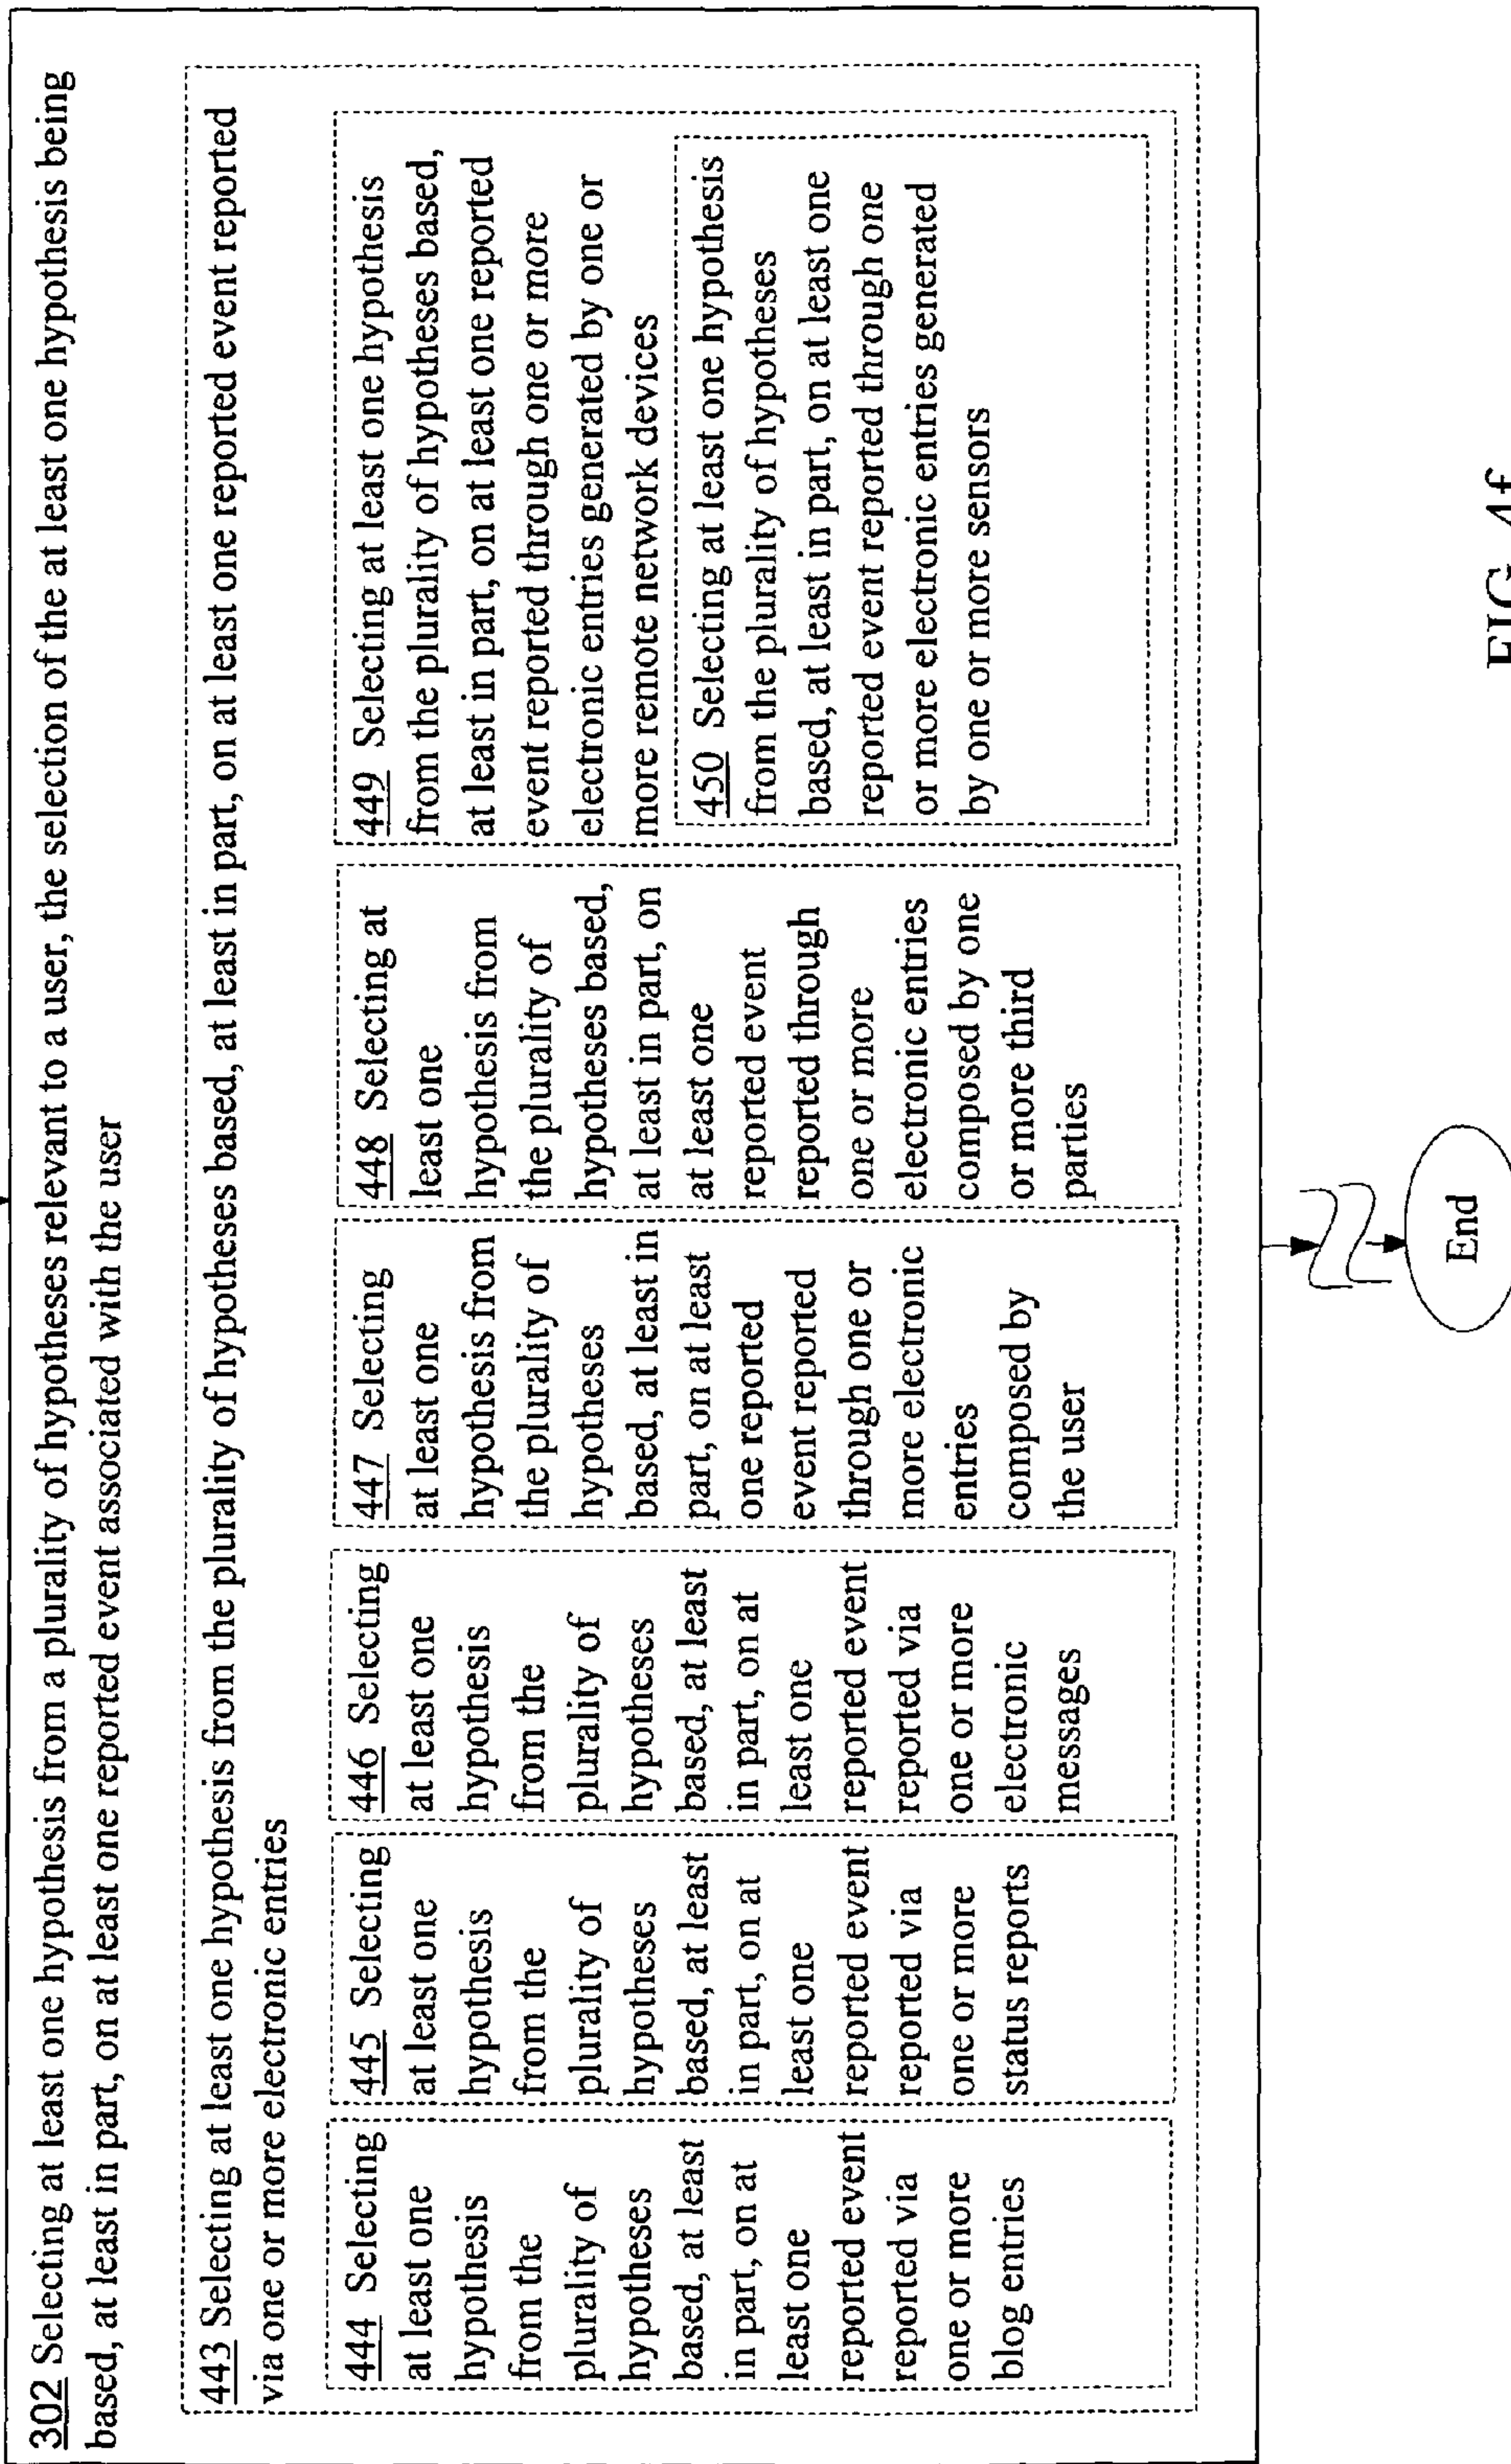 302 Selecting at least one hypothesis from a plurality of hypotheses relevant to a user, the selection of the at least one hypothesis being
based, at least in part, on at least one reported event associated with the user
443 Selecting at least one hypothesis from the plurality of hypotheses based, at least in part, on at least one reported event reported
via one or more electronic entries
444 Selecting
at least one
hypothesis
from the
plurality of
hypotheses
based, at least
in part, on at
least one
reported event
reported via
one or more
blog entries
445 Selecting
at least one
hypothesis
from the
plurality of
hypotheses
based, at least
in part, on at
least one
reported event
reported via
one or more
status reports
446 Selecting
at least one
hypothesis
from the
plurality of
hypotheses
based, at least
in part, on at
least one
reported event
reported via
one or more
electronic
messages
447 Selecting
at least one
hypothesis from
the plurality of
hypotheses
based, at least in
part, on at least
one reported
event reported
through one or
more electronic
entries
composed by
the user
448 Selecting at
least one
hypothesis from
the plurality of
hypotheses based,
at least in part, on
at least one
reported event
reported through
one or more
electronic entries
composed by one
or more third
parties
449 Selecting at least one hypothesis
from the plurality of hypotheses based,
at least in part, on at least one reported
event reported through one or more
electronic entries generated by one or
more remote network devices
450 Selecting at least one hypothesis
from the plurality of hypotheses
based, at least in part, on at least one
reported event reported through one
or more electronic entries generated
by one or more sensors
End
FIG. 4f